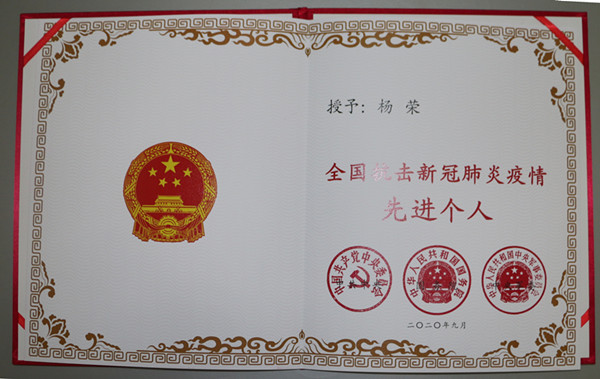 授予：杨荣
全国抗击新冠肺炎疫情
先进个人
中国共产党中央委员会
中华人民共和国国务院
中华人民共和国中央军事委员会
二〇二〇年九月